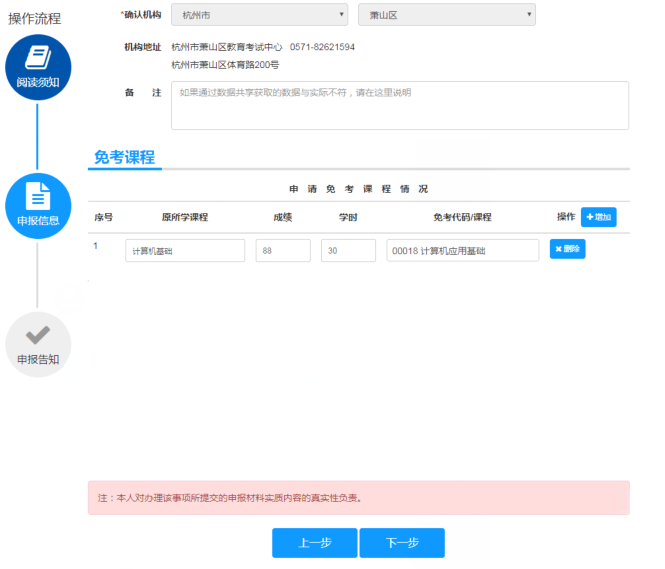 操作流程
阅读须知
申报信息
申报告知
*确认机构 杭州市 萧山区
机构地址 杭州市萧山区教育考试中心 0571-82621594
杭州市萧山区体育路200号
备 注 如果通过数据共享获取的数据与实际不符，请在这里说明
免考课程
申 请 免 考 课 程 情 况
序号 原所学课程 成绩 学时 免考代码/课程 操作 +增加
1 计算机基础 88 30 00018 计算机应用基础 ×删除
注：本人对办理该事项所提交的申报材料实质内容的真实性负责。
上一步 下一步